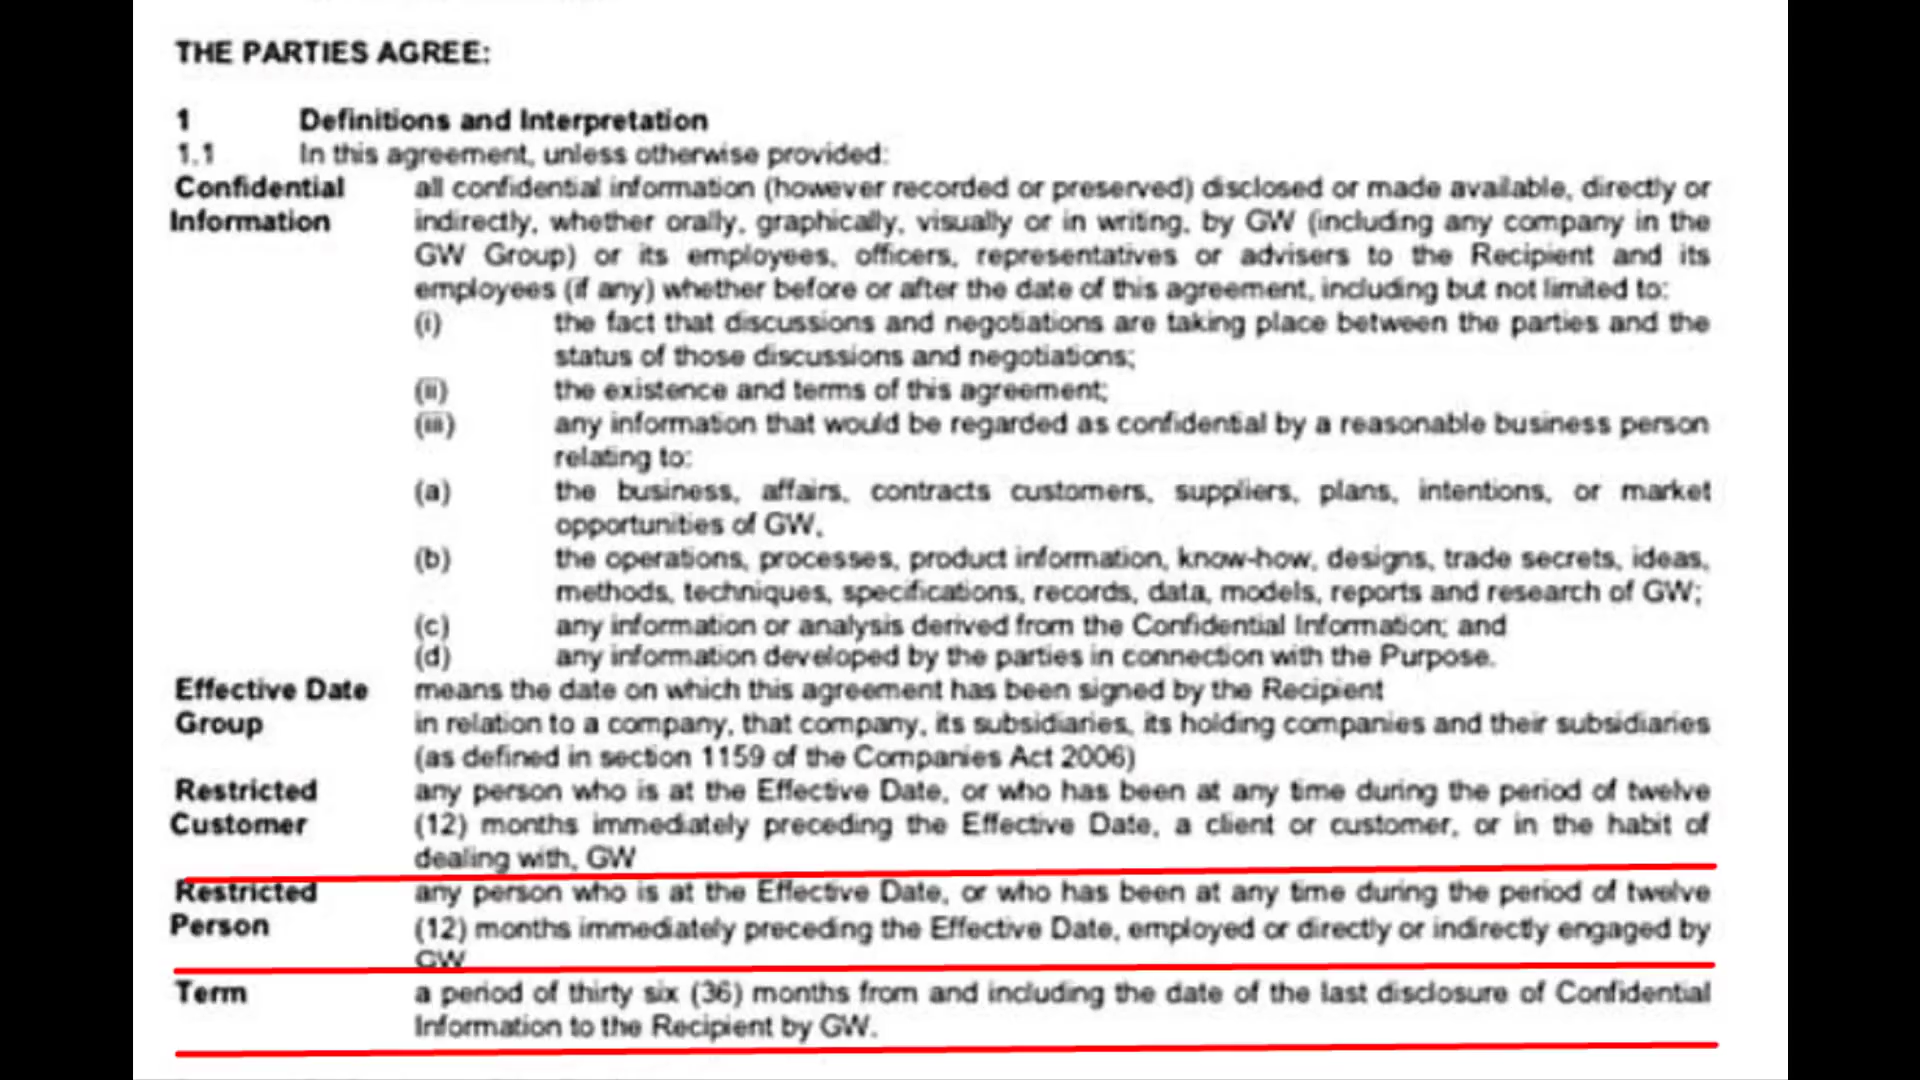 THE PARTIES AGREE:
1 Definitions and Interpretation
1.1 In this agreement, unless otherwise provided:
Confidential all confidential information (however recorded or preserved) disclosed or made available, directly or
Information indirectly, whether orally, graphically, visually or in writing, by GW (including any company in the
GW Group) or its employees, officers, representatives or advisers to the Recipient and its
employees (if any) whether before or after the date of this agreement, including but not limited to:
(i) the fact that discussions and negotiations are taking place between the parties and the
status of those discussions and negotiations;
(ii) the existence and terms of this agreement;
(iii) any information that would be regarded as confidential by a reasonable business person
relating to:
(a) the business, affairs, contracts customers, suppliers, plans, intentions, or market
opportunities of GW,
(b) the operations, processes, product information, know-how, designs, trade secrets, ideas,
methods, techniques, specifications, records, data, models, reports and research of GW;
(c) any information or analysis derived from the Confidential Information; and
(d) any information developed by the parties in connection with the Purpose.
Effective Date means the date on which this agreement has been signed by the Recipient
Group in relation to a company, that company, its subsidiaries, its holding companies and their subsidiaries
(as defined in section 1159 of the Companies Act 2006)
Restricted any person who is at the Effective Date, or who has been at any time during the period of twelve
Customer (12) months immediately preceding the Effective Date, a client or customer, or in the habit of
dealing with, GW
Restricted any person who is at the Effective Date, or who has been at any time during the period of twelve
Person (12) months immediately preceding the Effective Date, employed or directly or indirectly engaged by
GW
Term a period of thirty six (36) months from and including the date of the last disclosure of Confidential
Information to the Recipient by GW.